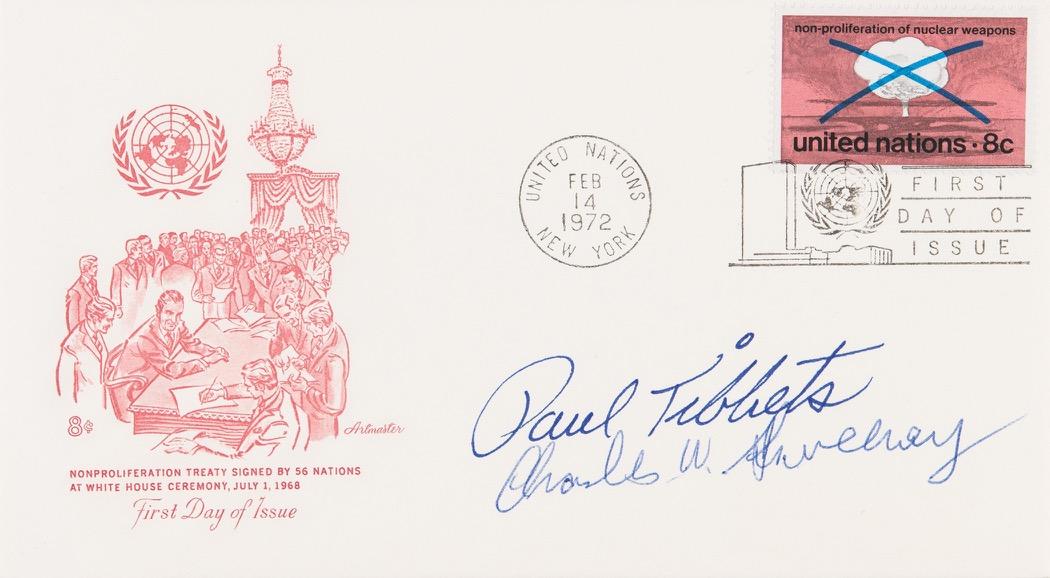 non-proliferation of nuclear weapons
united nations · 8c
UNITED NATIONS
FEB
14
1972
NEW YORK
FIRST
DAY OF
ISSUE
Paul Tibbets
Charles W. Sweeney
8¢
Artmaster
NONPROLIFERATION TREATY SIGNED BY 56 NATIONS
AT WHITE HOUSE CEREMONY, JULY 1, 1968
First Day of Issue